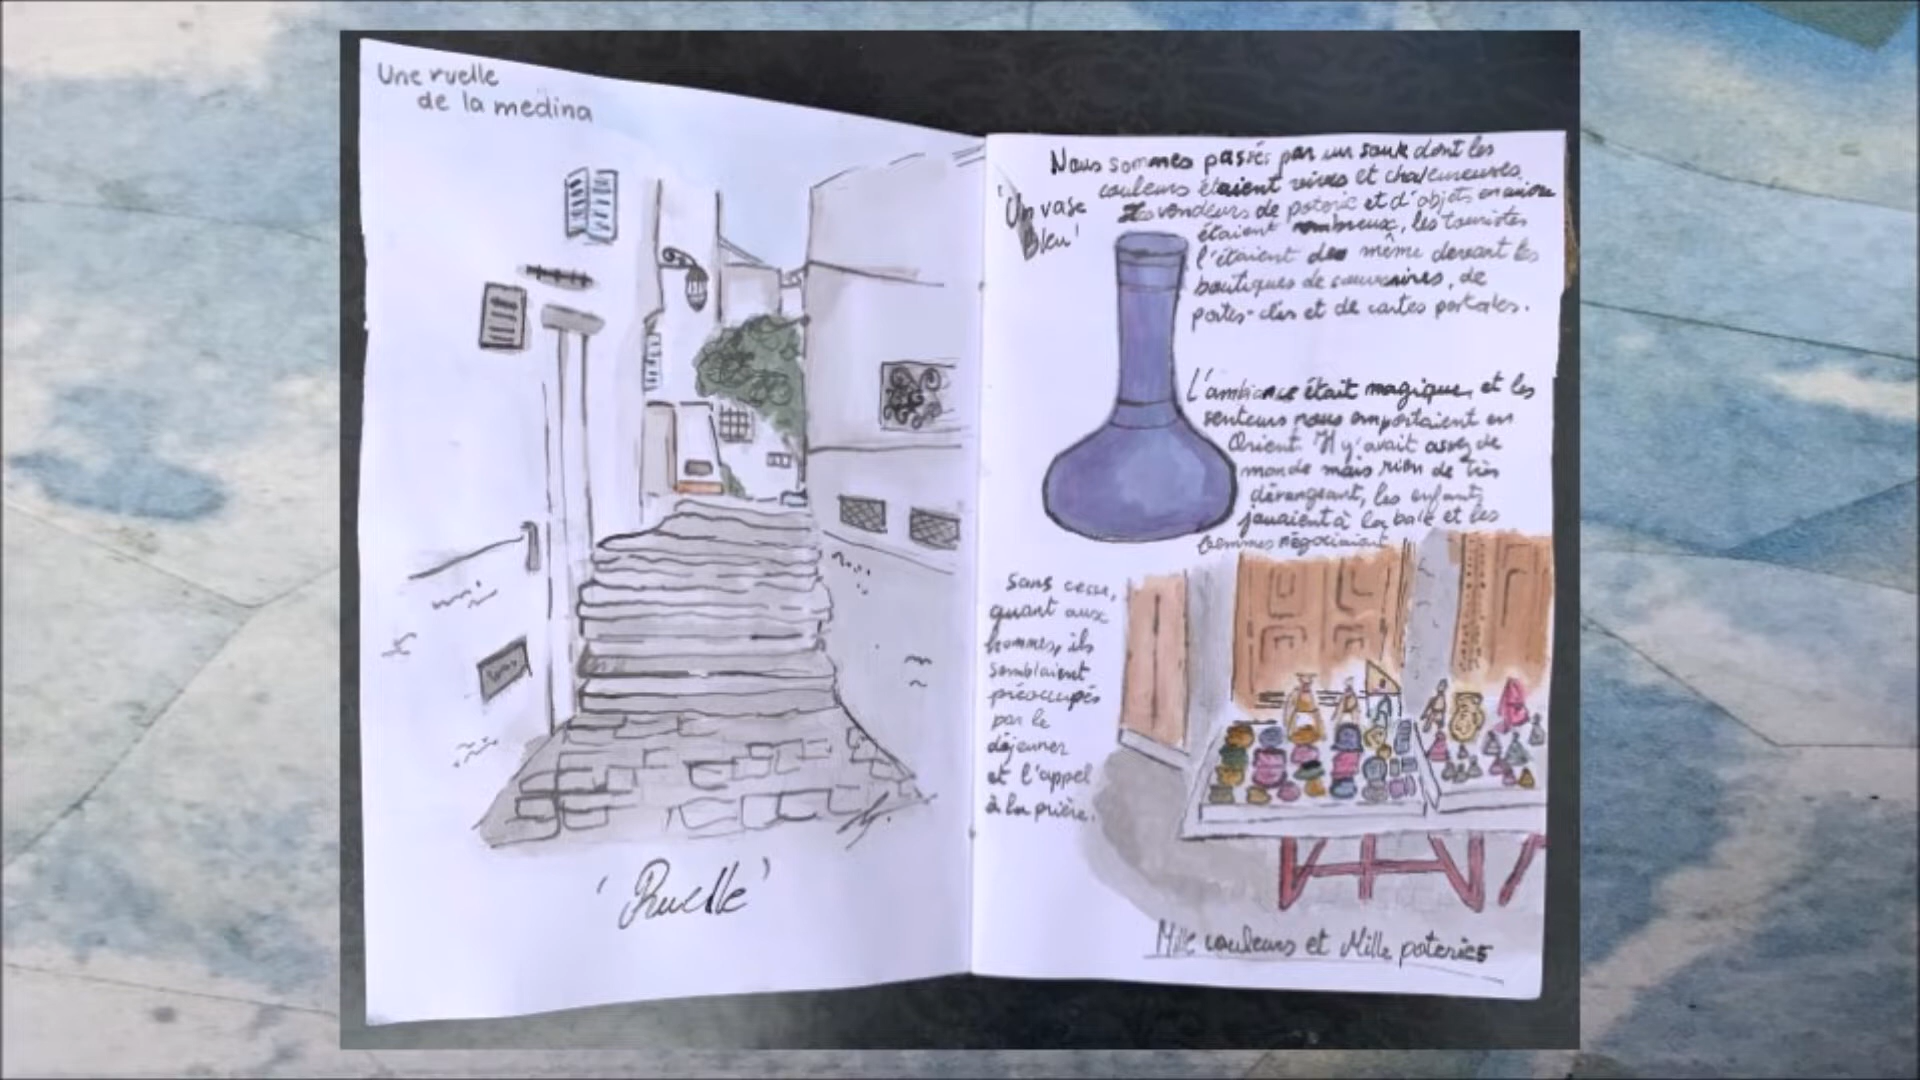 Une ruelle
de la medina
'Ruelle'
'Un vase
Bleu'
Nous sommes passés par un souk dont les
couleurs étaient vives et chaleureuses.
Les vendeurs de poterie et d'objets en
étaient nombreux, les touristes
l'étaient de même devant les
boutiques de souvenires, de
portes-clés et de cartes postales.
L'ambiance était magique, et les
senteurs nous emportaient en
Orient. Il y'avait assez de
monde mais rien de très
dérangeant, les enfants
jouaient à la balle et les
femmes négociaient
sans cesse,
quant aux
hommes, ils
semblaient
préoccupés
par le
déjeuner
et l'appel
à la prière.
Mille couleurs et Mille poteries